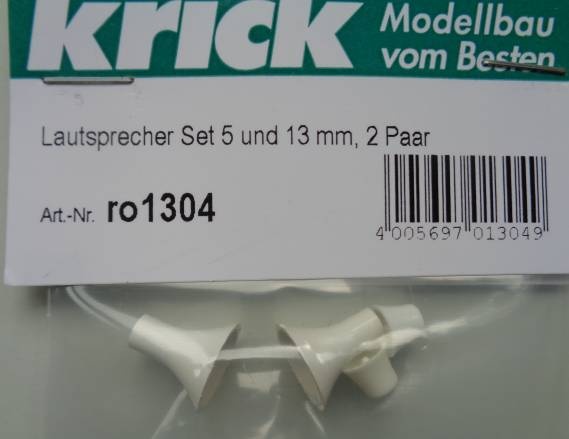 krick
Modellbau
vom Besten
Lautsprecher Set 5 und 13 mm, 2 Paar
Art.-Nr. ro1304
4 005697 013049